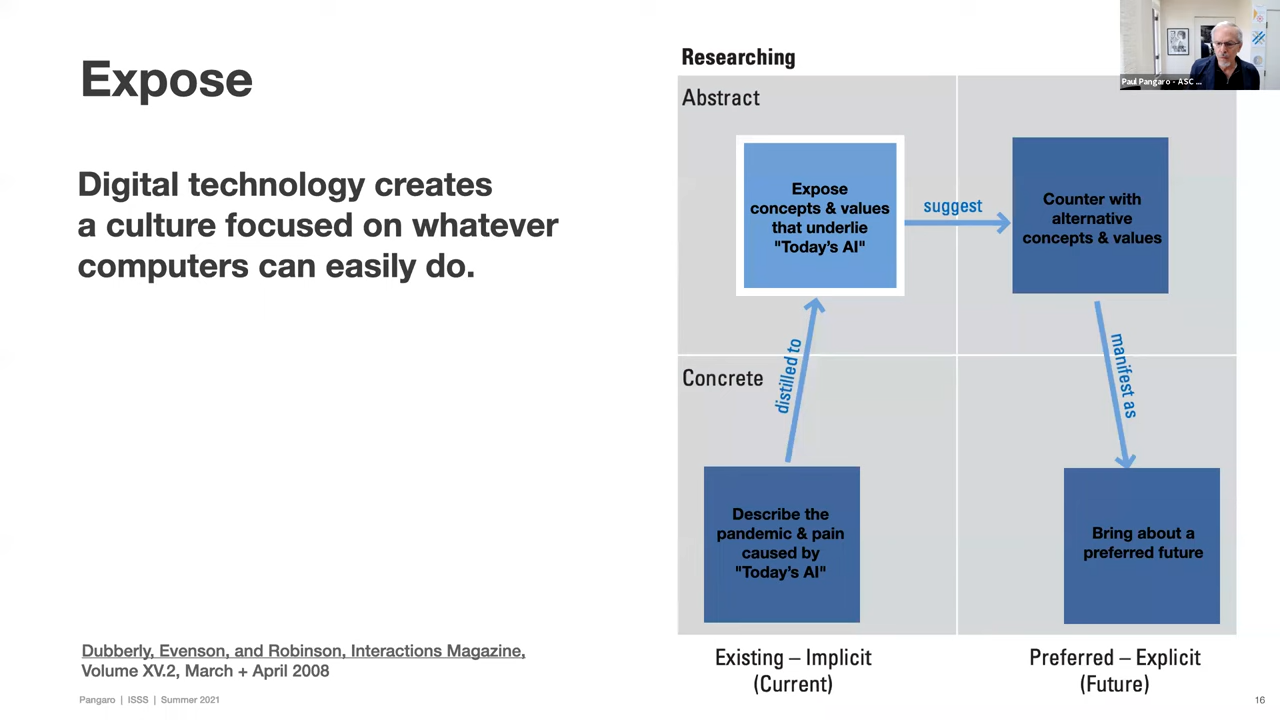 Expose
Digital technology creates
a culture focused on whatever
computers can easily do.
Dubberly, Evenson, and Robinson, Interactions Magazine,
Volume XV.2, March + April 2008
Pangaro | ISSS | Summer 2021
Researching
Abstract
Expose
concepts & values
that underlie
"Today's AI"
suggest
Counter with
alternative
concepts & values
distilled to
manifest as
Concrete
Describe the
pandemic & pain
caused by
"Today's AI"
Bring about a
preferred future
Existing – Implicit
(Current)
Preferred – Explicit
(Future)
Paul Pangaro - ASC ...
16